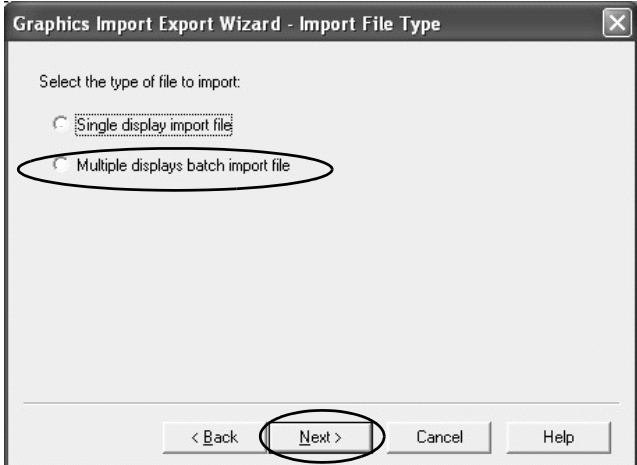 Graphics Import Export Wizard - Import File Type
Select the type of file to import:
Single display import file
Multiple displays batch import file
< Back
Next >
Cancel
Help